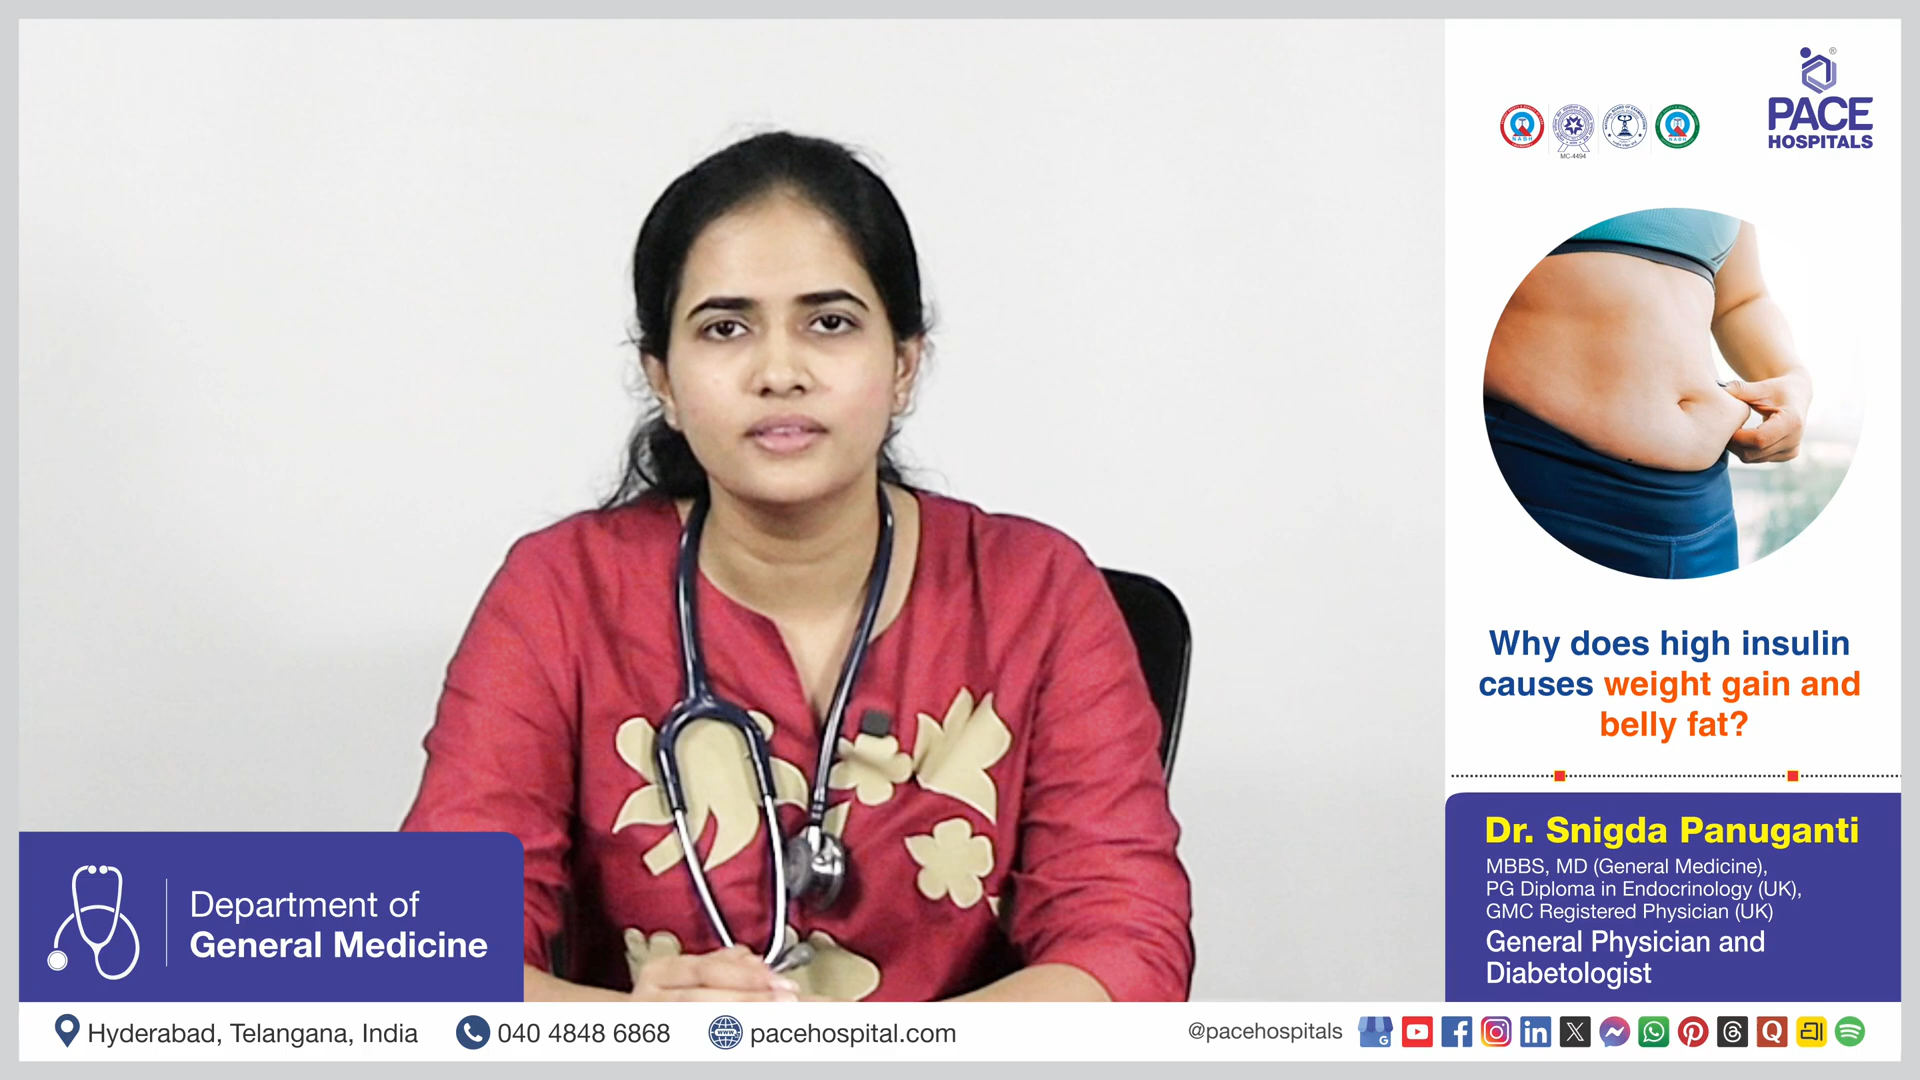 MC-4494
®
PACE
HOSPITALS
Why does high insulin
causes weight gain and
belly fat?
Dr. Snigda Panuganti
MBBS, MD (General Medicine),
PG Diploma in Endocrinology (UK),
GMC Registered Physician (UK)
General Physician and
Diabetologist
Department of
General Medicine
Hyderabad, Telangana, India
040 4848 6868
pacehospital.com
@pacehospitals